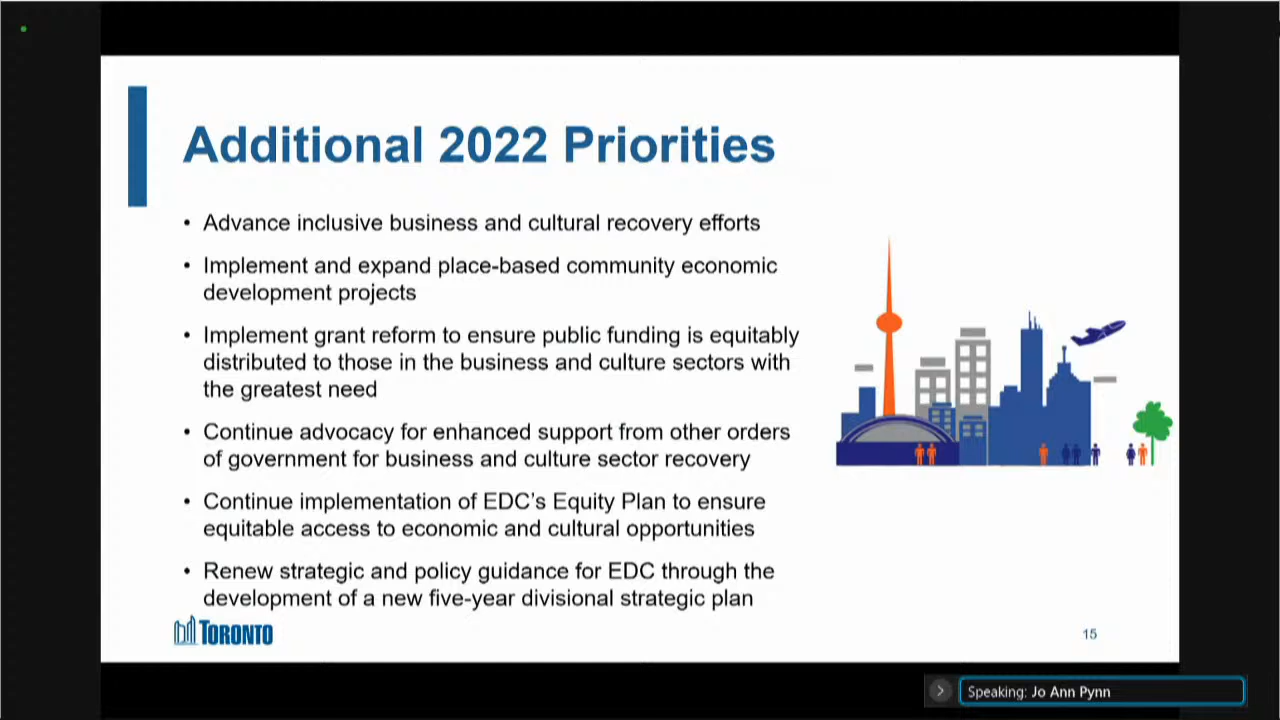 Additional 2022 Priorities
• Advance inclusive business and cultural recovery efforts
• Implement and expand place-based community economic
development projects
• Implement grant reform to ensure public funding is equitably
distributed to those in the business and culture sectors with
the greatest need
• Continue advocacy for enhanced support from other orders
of government for business and culture sector recovery
• Continue implementation of EDC’s Equity Plan to ensure
equitable access to economic and cultural opportunities
• Renew strategic and policy guidance for EDC through the
development of a new five-year divisional strategic plan
TORONTO
15
Speaking: Jo Ann Pynn